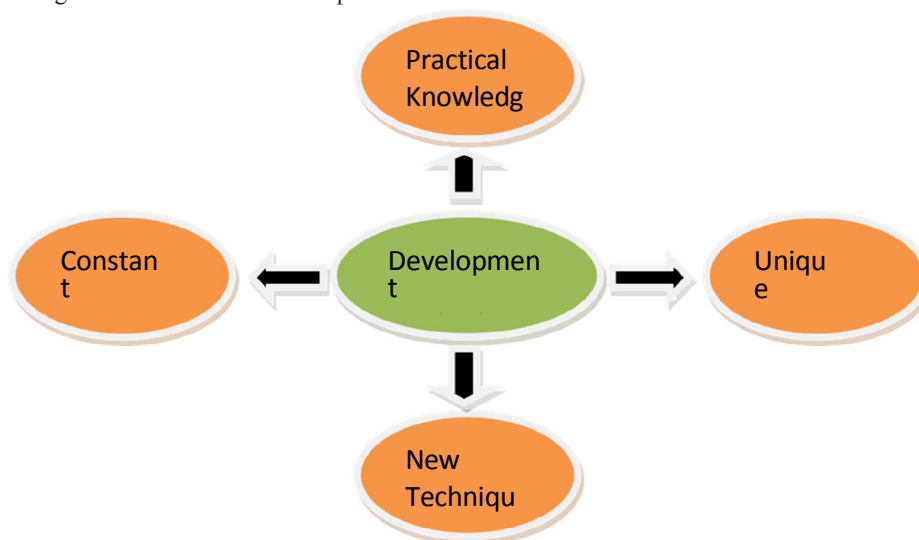 Practical
Knowledg
Constan
t
Developmen
t
Uniqu
e
New
Techniqu